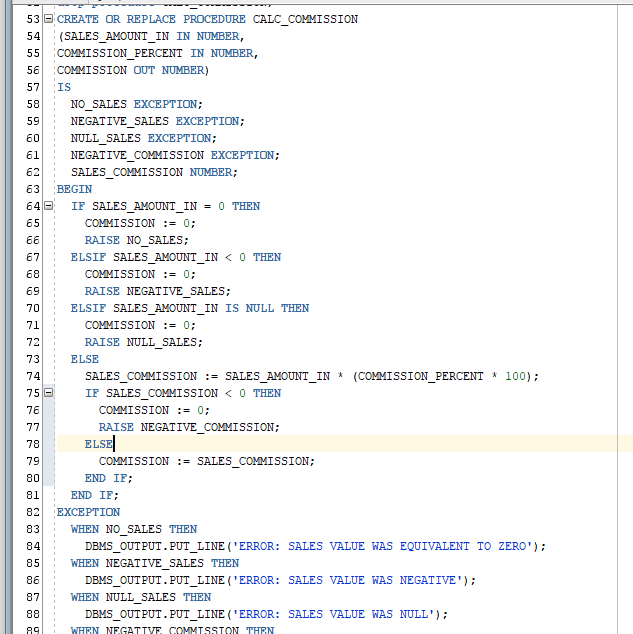 53 CREATE OR REPLACE PROCEDURE CALC_COMMISSION
54 (SALES_AMOUNT_IN IN NUMBER,
55 COMMISSION_PERCENT IN NUMBER,
56 COMMISSION OUT NUMBER)
57 IS
58   NO_SALES EXCEPTION;
59   NEGATIVE_SALES EXCEPTION;
60   NULL_SALES EXCEPTION;
61   NEGATIVE_COMMISSION EXCEPTION;
62   SALES_COMMISSION NUMBER;
63 BEGIN
64   IF SALES_AMOUNT_IN = 0 THEN
65     COMMISSION := 0;
66     RAISE NO_SALES;
67   ELSIF SALES_AMOUNT_IN < 0 THEN
68     COMMISSION := 0;
69     RAISE NEGATIVE_SALES;
70   ELSIF SALES_AMOUNT_IN IS NULL THEN
71     COMMISSION := 0;
72     RAISE NULL_SALES;
73   ELSE
74     SALES_COMMISSION := SALES_AMOUNT_IN * (COMMISSION_PERCENT * 100);
75     IF SALES_COMMISSION < 0 THEN
76       COMMISSION := 0;
77       RAISE NEGATIVE_COMMISSION;
78     ELSE
79       COMMISSION := SALES_COMMISSION;
80     END IF;
81   END IF;
82 EXCEPTION
83   WHEN NO_SALES THEN
84     DBMS_OUTPUT.PUT_LINE('ERROR: SALES VALUE WAS EQUIVALENT TO ZERO');
85   WHEN NEGATIVE_SALES THEN
86     DBMS_OUTPUT.PUT_LINE('ERROR: SALES VALUE WAS NEGATIVE');
87   WHEN NULL_SALES THEN
88     DBMS_OUTPUT.PUT_LINE('ERROR: SALES VALUE WAS NULL');
89   WHEN NEGATIVE_COMMISSION THEN